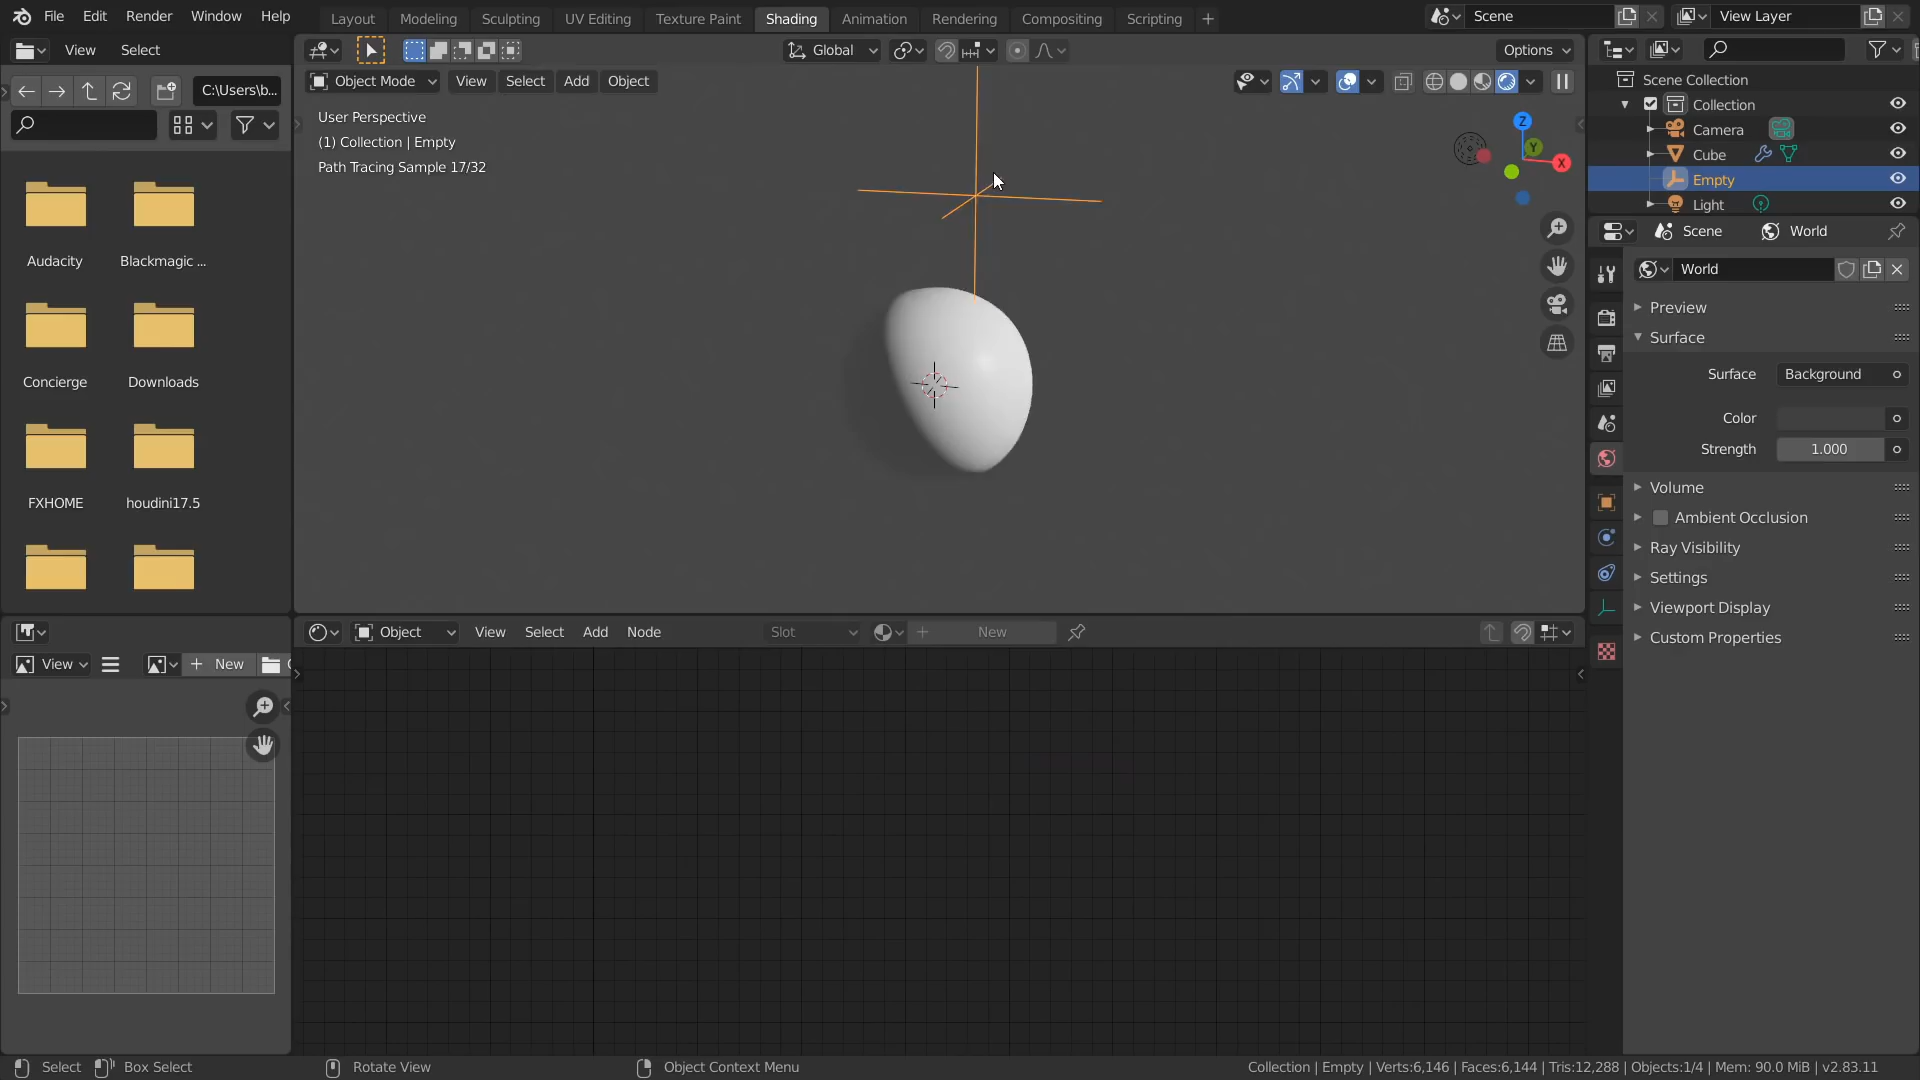 File Edit Render Window Help
Layout Modeling Sculpting UV Editing Texture Paint Shading Animation Rendering Compositing Scripting +
Scene
View Layer
View Select
Global
Options
Object Mode View Select Add Object
C:\Users\b...
User Perspective
(1) Collection | Empty
Path Tracing Sample 17/32
Z
Y
X
Audacity
Blackmagic ...
Concierge
Downloads
FXHOME
houdini17.5
Scene Collection
Collection
Camera
Cube
Empty
Light
Scene World
World
Preview
Surface
Surface Background
Color
Strength 1.000
Volume
Ambient Occlusion
Ray Visibility
Settings
Viewport Display
Custom Properties
Object View Select Add Node Slot + New
View + New
Select Box Select Rotate View Object Context Menu
Collection | Empty | Verts:6,146 | Faces:6,144 | Tris:12,288 | Objects:1/4 | Mem: 90.0 MiB | v2.83.11